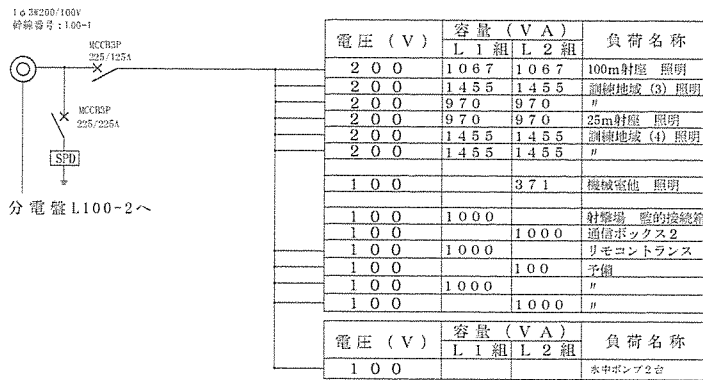 1φ3W200/100V
幹線番号:L00-1
MCCB3P
225/125A
MCCB3P
225/225A
SPD
分電盤L100-2へ
電圧(V) 容量(VA) 負荷名称
L1組 L2組
200 1067 1067 100m射座 照明
200 1455 1455 訓練地域(3)照明
200 970 970 〃
200 970 970 25m射座 照明
200 1455 1455 訓練地域(4)照明
200 1455 1455 〃
100 371 機械室他 照明
100 1000 射撃場 監的接続箱
100 1000 通信ボックス2
100 1000 リモコントランス
100 100 予備
100 1000 〃
100 1000 〃
電圧(V) 容量(VA) 負荷名称
L1組 L2組
100 水中ポンプ2台